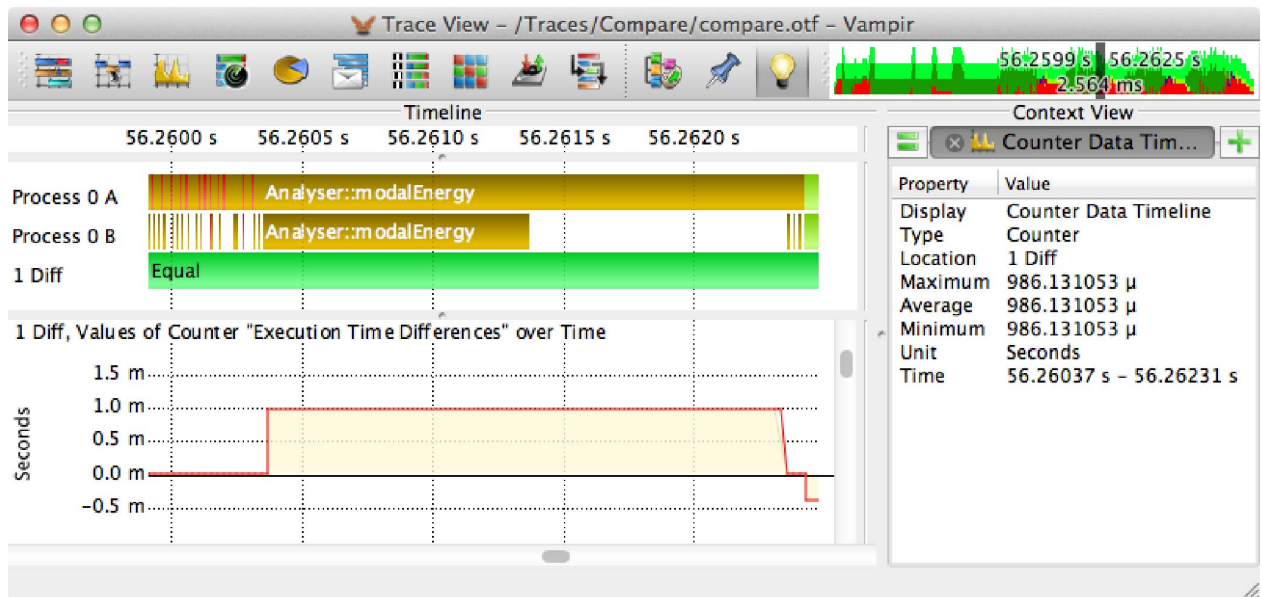 Trace View – /Traces/Compare/compare.otf – Vampir
56.2599 s 56.2625 s
2.564 ms
Timeline
56.2600 s 56.2605 s 56.2610 s 56.2615 s 56.2620 s
Process 0 A Analyser::modalEnergy
Process 0 B Analyser::modalEnergy
1 Diff Equal
1 Diff, Values of Counter "Execution Time Differences" over Time
Seconds
1.5 m
1.0 m
0.5 m
0.0 m
-0.5 m
Context View
Counter Data Tim...
Property Value
Display Counter Data Timeline
Type Counter
Location 1 Diff
Maximum 986.131053 μ
Average 986.131053 μ
Minimum 986.131053 μ
Unit Seconds
Time 56.26037 s – 56.26231 s